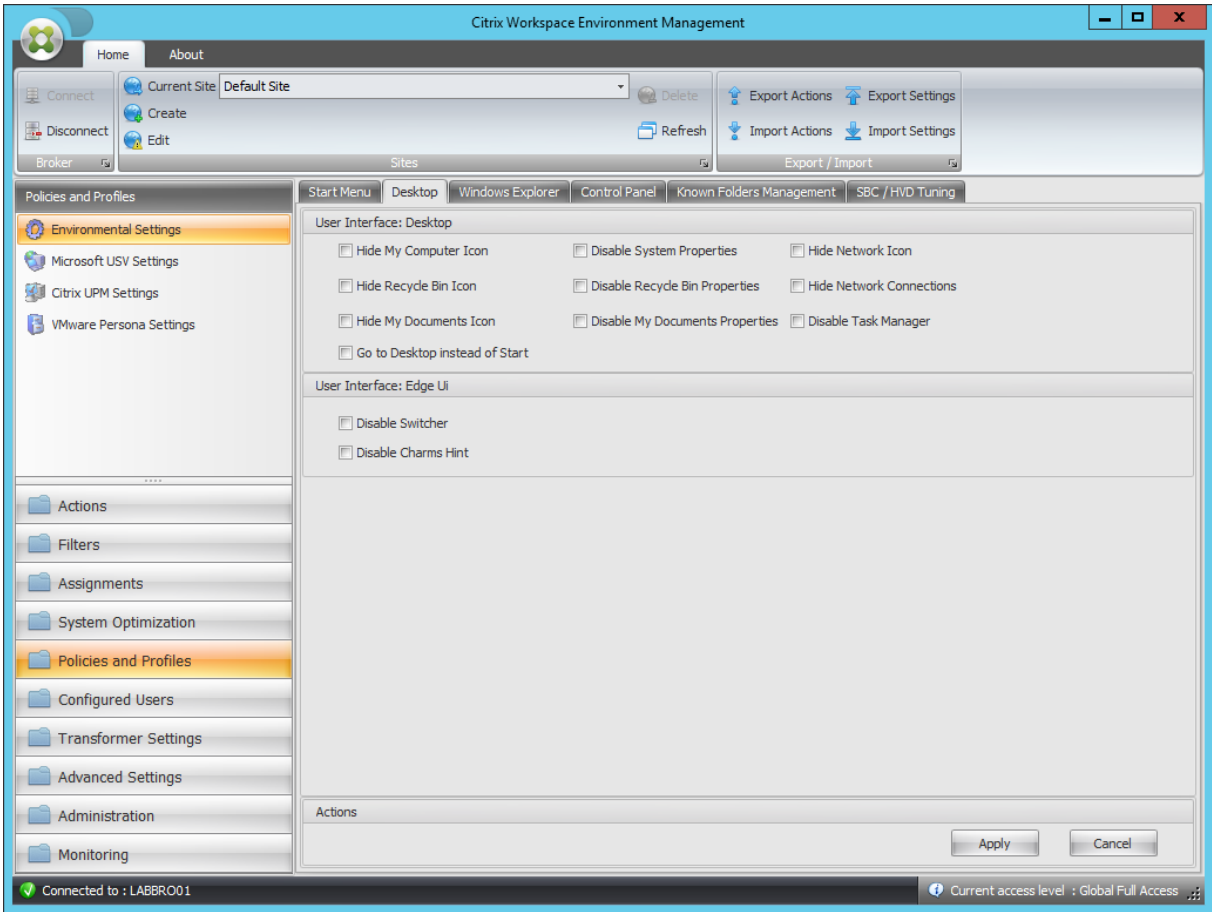 Citrix Workspace Environment Management
Home About
Connect
Disconnect
Broker
Current Site Default Site
Create
Edit
Delete
Refresh
Sites
Export Actions Export Settings
Import Actions Import Settings
Export / Import
Policies and Profiles
Environmental Settings
Microsoft USV Settings
Citrix UPM Settings
VMware Persona Settings
Actions
Filters
Assignments
System Optimization
Policies and Profiles
Configured Users
Transformer Settings
Advanced Settings
Administration
Monitoring
Start Menu Desktop Windows Explorer Control Panel Known Folders Management SBC / HVD Tuning
User Interface: Desktop
Hide My Computer Icon Disable System Properties Hide Network Icon
Hide Recycle Bin Icon Disable Recycle Bin Properties Hide Network Connections
Hide My Documents Icon Disable My Documents Properties Disable Task Manager
Go to Desktop instead of Start
User Interface: Edge Ui
Disable Switcher
Disable Charms Hint
Actions
Apply Cancel
Connected to : LABBRO01
Current access level : Global Full Access